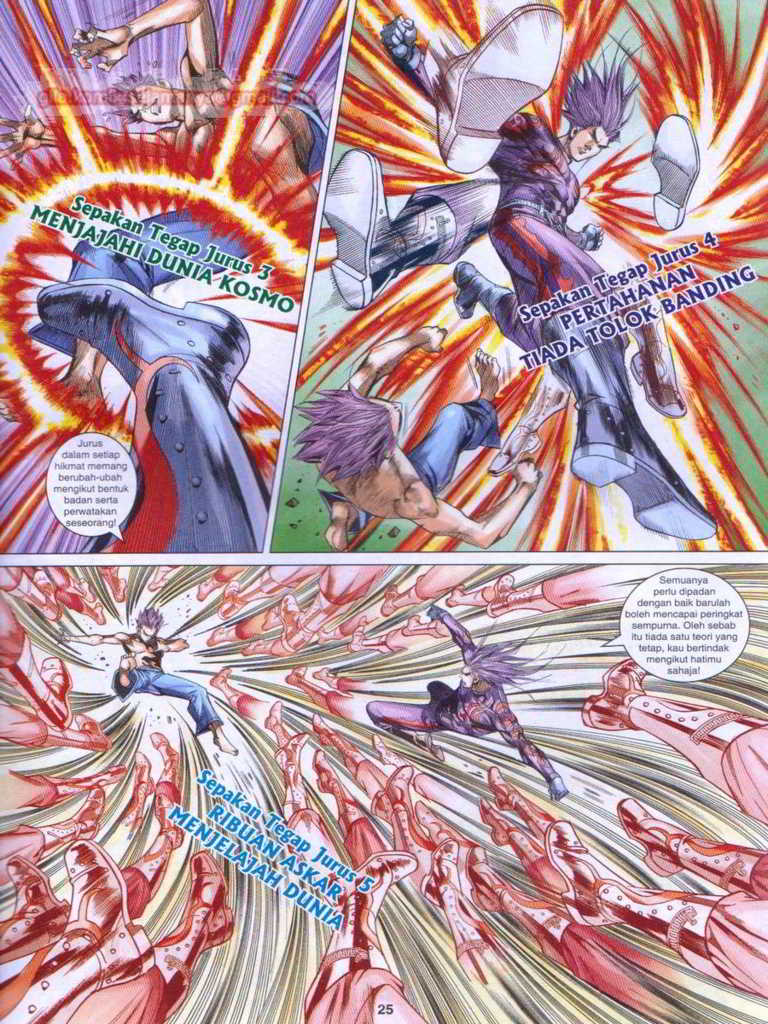 Sepakan Tegap Jurus 3
MENJAJAHI DUNIA KOSMO
Jurus
dalam setiap
hikmat memang
berubah-ubah
mengikut bentuk
badan serta
perwatakan
seseorang!
Sepakan Tegap Jurus 4
PERTAHANAN
TIADA TOLOK BANDING
Semuanya
perlu dipadan
dengan baik barulah
boleh mencapai peringkat
sempurna. Oleh sebab
itu tiada satu teori yang
tetap, kau bertindak
mengikut hatimu
sahaja!
Sepakan Tegap Jurus 5
RIBUAN ASKAR
MENJELAJAH DUNIA
25